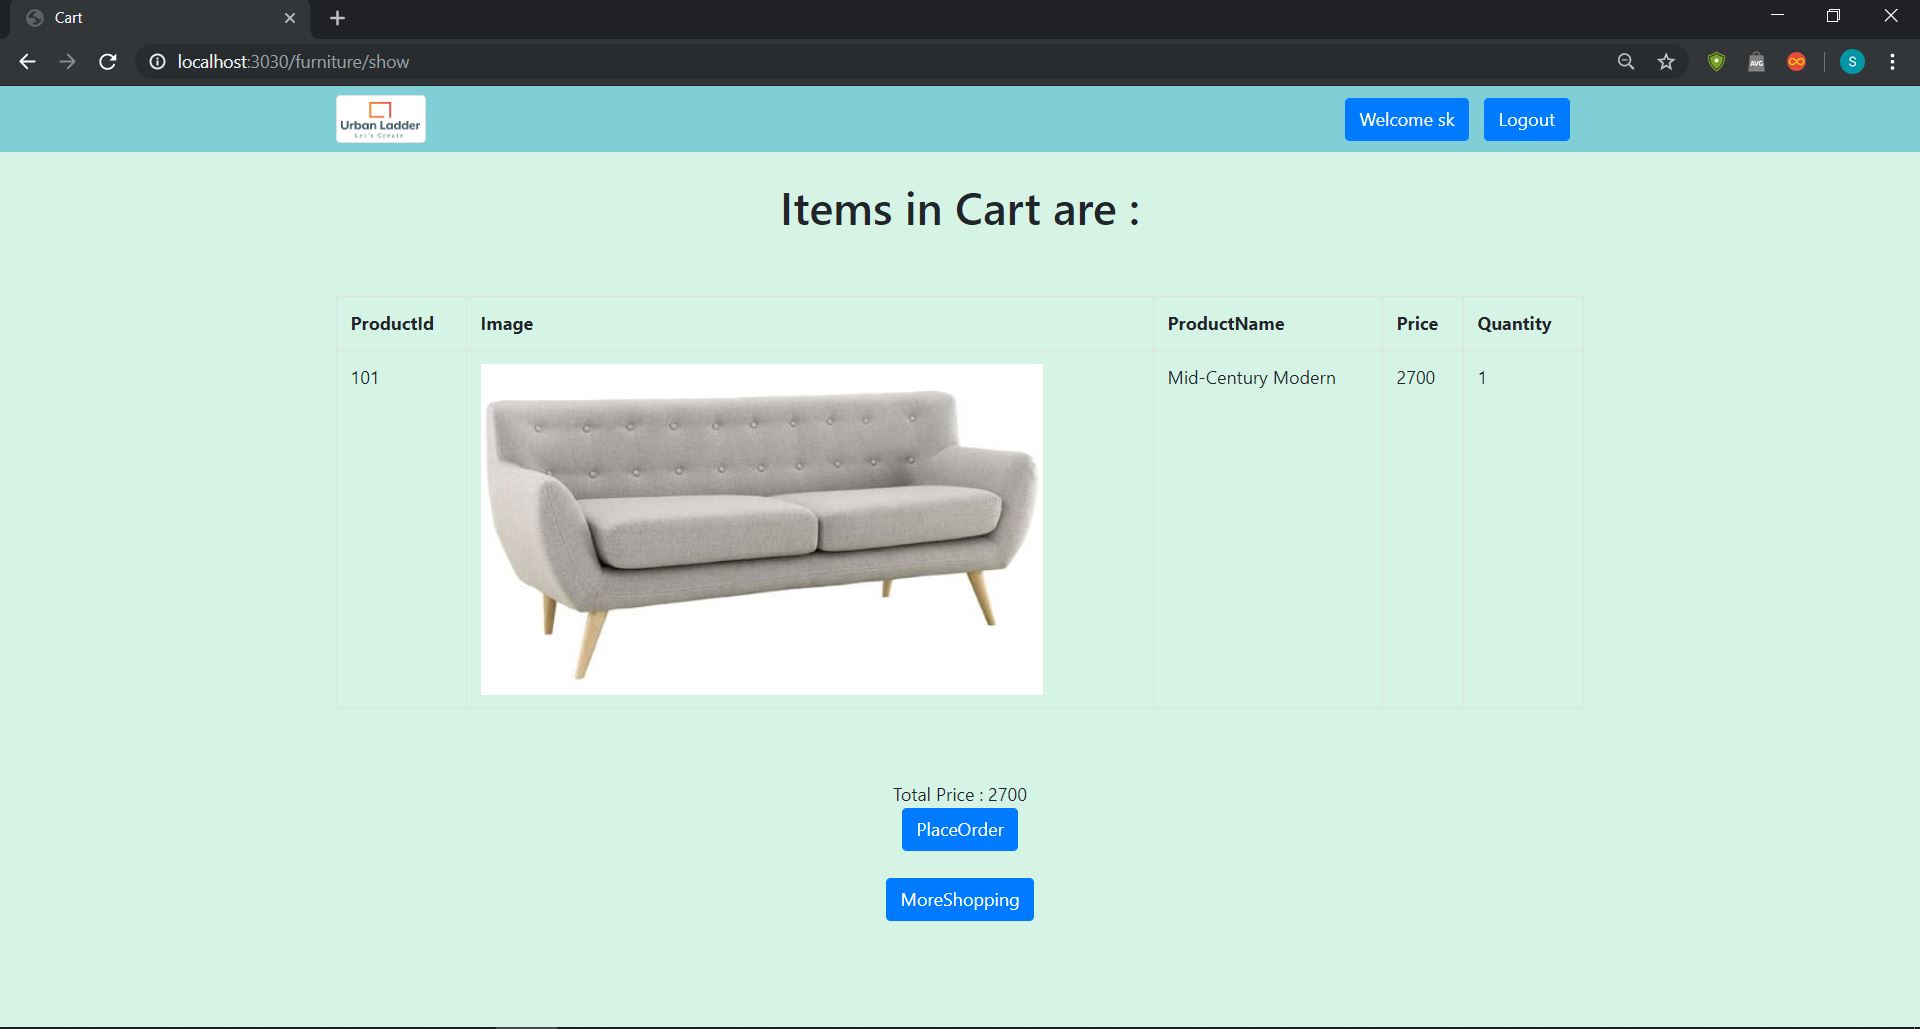 Cart
localhost:3030/furniture/show
AVG
S
Urban Ladder
Let's Create
Welcome sk
Logout
Items in Cart are :
ProductId Image ProductName Price Quantity
101 Mid-Century Modern 2700 1
Total Price : 2700
PlaceOrder
MoreShopping